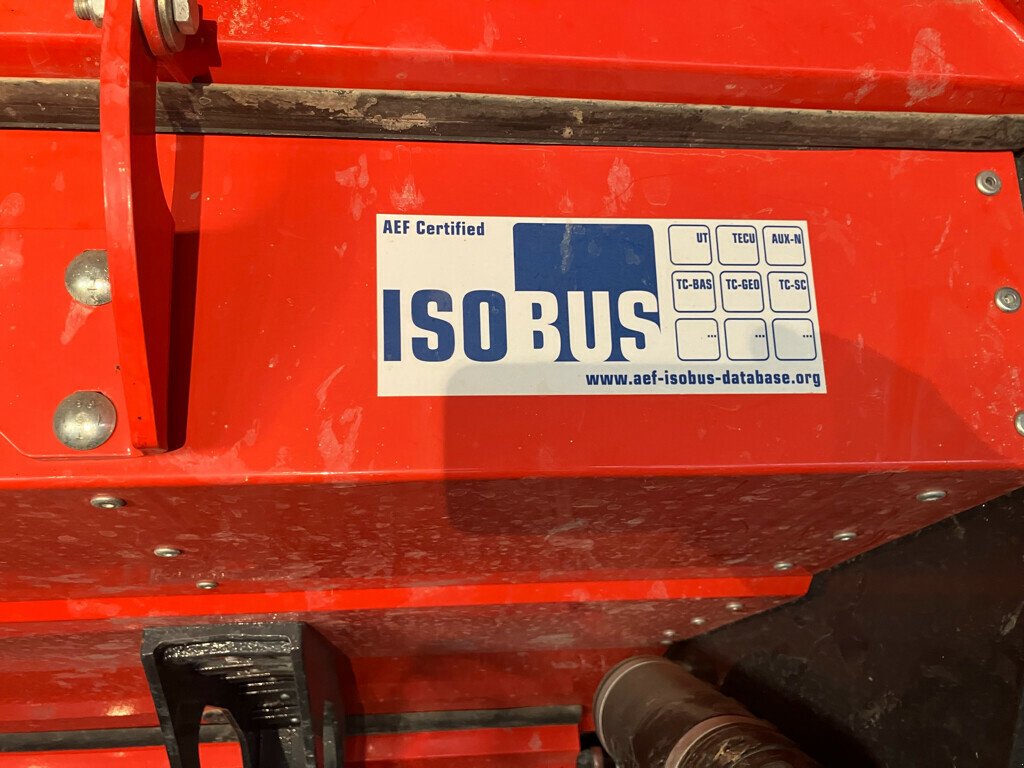 AEF Certified
ISOBUS
UT TECU AUX-N
TC-BAS TC-GEO TC-SC
... ... ...
www.aef-isobus-database.org